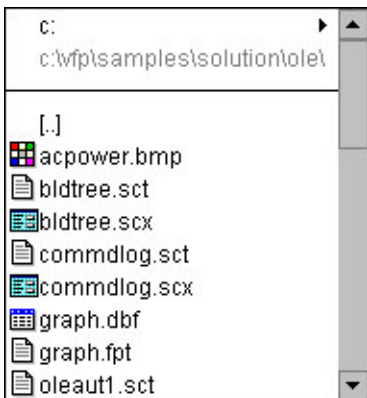 c:
c:\vfp\samples\solution\ole\
[..]
acpower.bmp
bldtree.sct
bldtree.scx
commdlog.sct
commdlog.scx
graph.dbf
graph.fpt
oleaut1.sct